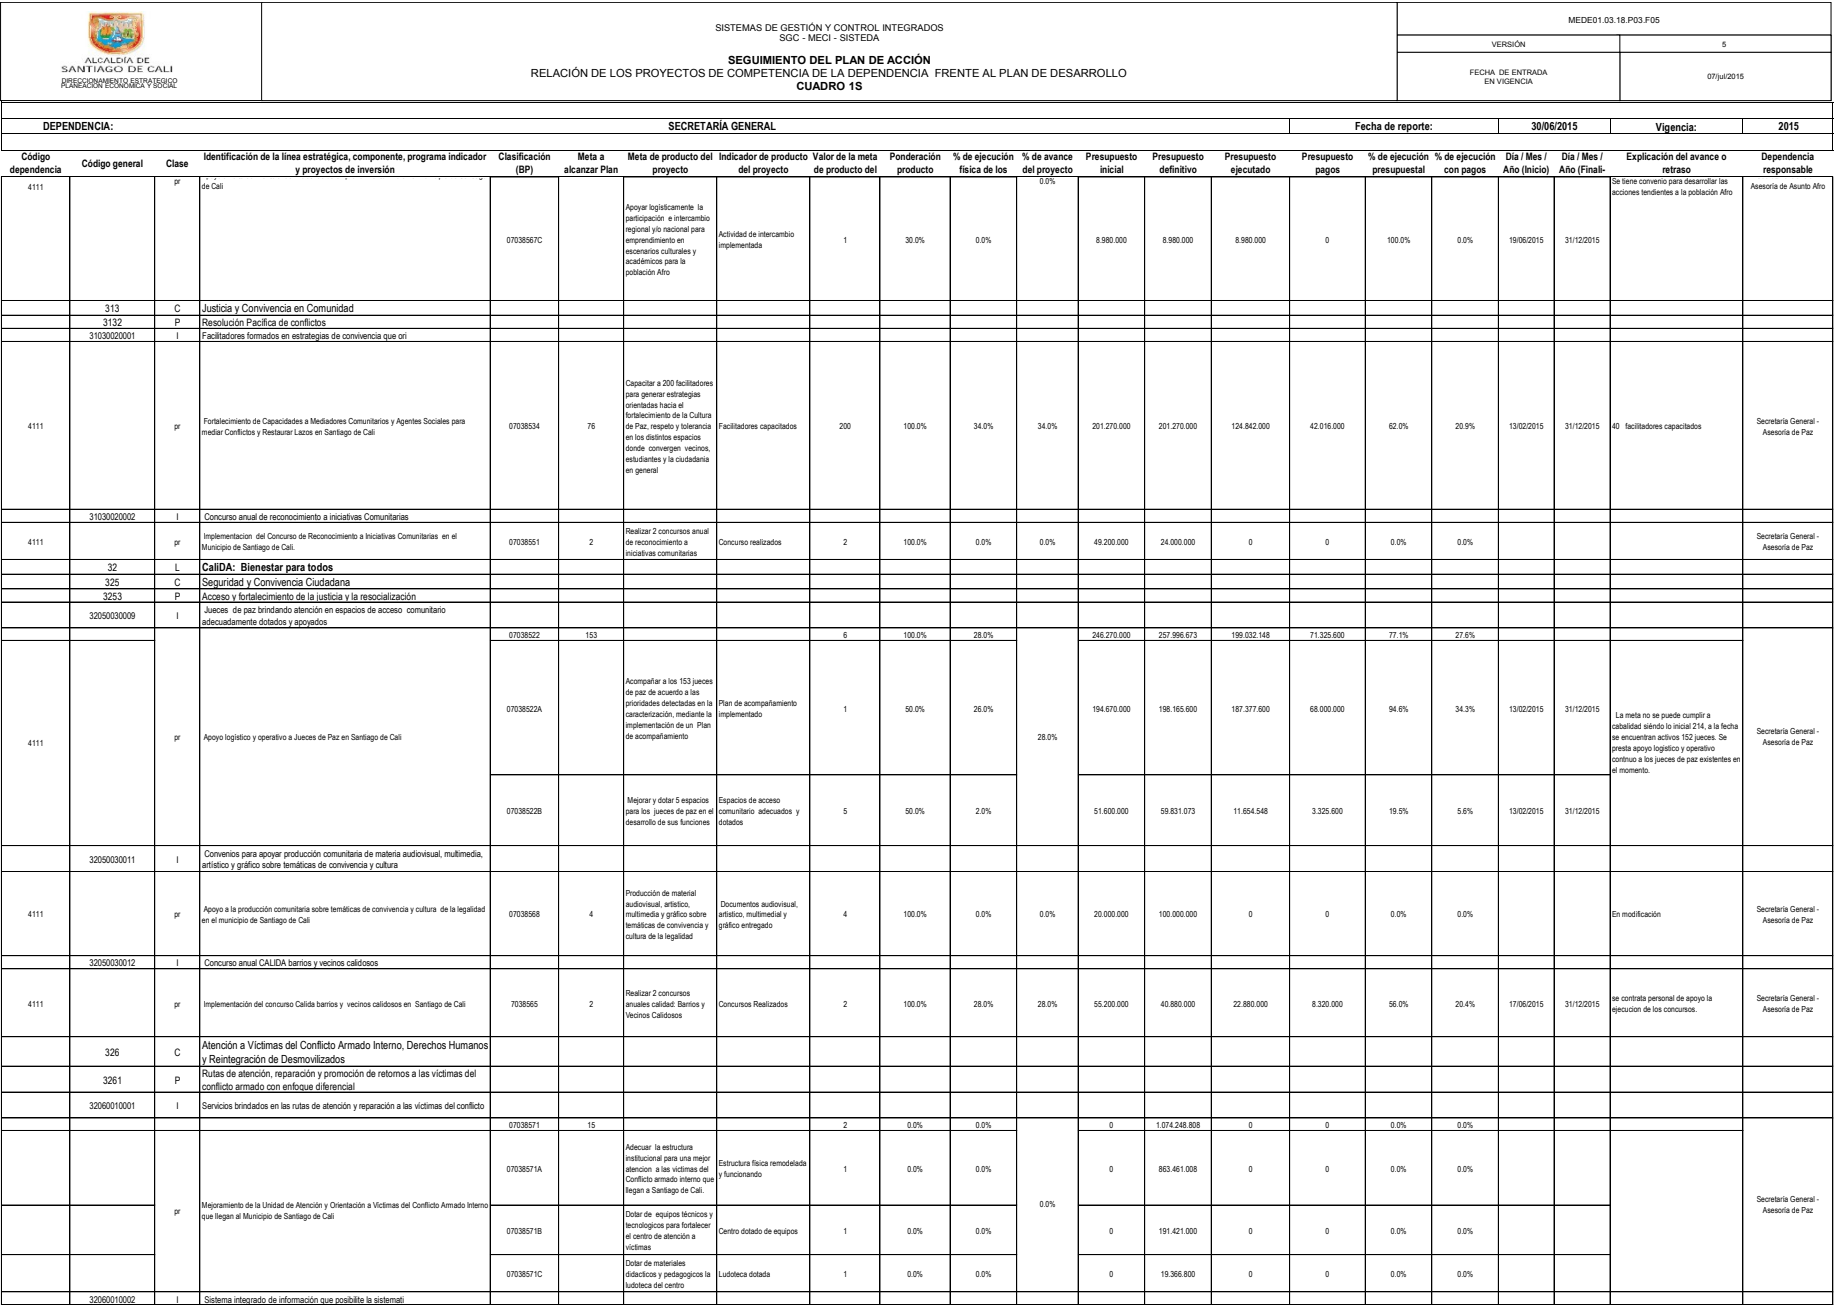 ALCALDÍA DE
SANTIAGO DE CALI
DIRECCIONAMIENTO ESTRATEGICO
PLANEACIÓN ECONOMICA Y SOCIAL
SISTEMAS DE GESTIÓN Y CONTROL INTEGRADOS
SGC - MECI - SISTEDA
SEGUIMIENTO DEL PLAN DE ACCIÓN
RELACIÓN DE LOS PROYECTOS DE COMPETENCIA DE LA DEPENDENCIA FRENTE AL PLAN DE DESARROLLO
CUADRO 1S
MEDE01.03.18.P03.F05
VERSIÓN 5
FECHA DE ENTRADA
EN VIGENCIA
07/jul/2015
DEPENDENCIA: SECRETARÍA GENERAL Fecha de reporte: 30/06/2015 Vigencia: 2015
Código
dependencia
Código general
Clase
Identificación de la línea estratégica, componente, programa indicador
y proyectos de inversión
Clasificación
(BP)
Meta a
alcanzar Plan
Meta de producto del
proyecto
Indicador de producto
del proyecto
Valor de la meta
de producto del
Ponderación
producto
% de ejecución
física de los
% de avance
del proyecto
Presupuesto
inicial
Presupuesto
definitivo
Presupuesto
ejecutado
Presupuesto
pagos
% de ejecución
presupuestal
% de ejecución
con pagos
Día / Mes /
Año (Inicio)
Día / Mes /
Año (Finali-
Explicación del avance o
retraso
Dependencia
responsable
4111
pr
de Cali
07038567C
Apoyar logísticamente la
participación e intercambio
regional y/o nacional para
emprendimiento en
escenarios culturales y
académicos para la
población Afro
Actividad de intercambio
implementada
1 30.0% 0.0%
0.0%
8.980.000 8.980.000 8.980.000 0 100.0% 0.0% 19/06/2015 31/12/2015
Se tiene convenio para desarrollar las
acciones tendientes a la población Afro
Asesoría de Asunto Afro
313 C Justicia y Convivencia en Comunidad
3132 P Resolución Pacífica de conflictos
31030020001 I Facilitadores formados en estrategias de convivencia que ori
4111 pr
Fortalecimiento de Capacidades a Mediadores Comunitarios y Agentes Sociales para
mediar Conflictos y Restaurar Lazos en Santiago de Cali
07038534 76
Capacitar a 200 facilitadores
para generar estrategias
orientadas hacia el
fortalecimiento de la Cultura
de Paz, respeto y tolerancia
en los distintos espacios
donde convergen vecinos,
estudiantes y la ciudadania
en general
Facilitadores capacitados
200 100.0% 34.0% 34.0% 201.270.000 201.270.000 124.842.000 42.016.000 62.0% 20.9% 13/02/2015 31/12/2015
40 facilitadores capacitados
Secretaría General -
Asesoría de Paz
31030020002 I Concurso anual de reconocimiento a iniciativas Comunitarias
4111 pr
Implementacion del Concurso de Reconocimiento a Iniciativas Comunitarias en el
Municipio de Santiago de Cali.
07038551 2
Realizar 2 concursos anual
de reconocimiento a
iniciativas comunitarias
Concurso realizados
2 100.0% 0.0% 0.0% 49.200.000 24.000.000 0 0 0.0% 0.0%
Secretaría General -
Asesoría de Paz
32 L CaliDA: Bienestar para todos
325 C Seguridad y Convivencia Ciudadana
3253 P Acceso y fortalecimiento de la justicia y la resocialización
32050030009 I
Jueces de paz brindando atención en espacios de acceso comunitario
adecuadamente dotados y apoyados
07038522 153 6 100.0% 28.0% 246.270.000 257.996.673 199.032.148 71.325.600 77.1% 27.6%
4111 pr Apoyo logístico y operativo a Jueces de Paz en Santiago de Cali
07038522A
Acompañar a los 153 jueces
de paz de acuerdo a las
prioridades detectadas en la
caracterización, mediante la
implementación de un Plan
de acompañamiento
Plan de acompañamiento
implementado
1 50.0% 26.0%
28.0%
194.670.000 198.165.600 187.377.600 68.000.000 94.6% 34.3% 13/02/2015 31/12/2015
La meta no se puede cumplir a
cabalidad siéndo lo inicial 214, a la fecha
se encuentran activos 152 jueces. Se
presta apoyo logistico y operativo
contnuo a los jueces de paz existentes en
el momento.
Secretaría General -
Asesoría de Paz
07038522B
Mejorar y dotar 5 espacios
para los jueces de paz en el
desarrollo de sus funciones
Espacios de acceso
comunitario adecuados y
dotados
5 50.0% 2.0% 51.600.000 59.831.073 11.654.548 3.325.600 19.5% 5.6% 13/02/2015 31/12/2015
32050030011 I
Convenios para apoyar producción comunitaria de materia audiovisual, multimedia,
artístico y gráfico sobre temáticas de convivencia y cultura
4111 pr
Apoyo a la producción comunitaria sobre temáticas de convivencia y cultura de la legalidad
en el municipio de Santiago de Cali
07038568 4
Producción de material
audiovisual, artistico,
multimedia y gráfico sobre
temáticas de convivencia y
cultura de la legalidad
Documentos audiovisual,
artistico, multimedial y
gráfico entregado
4 100.0% 0.0% 0.0% 20.000.000 100.000.000 0 0 0.0% 0.0%
En modificación
Secretaría General -
Asesoría de Paz
32050030012 I Concurso anual CALIDA barrios y vecinos calidosos
4111 pr Implementación del concurso Calida barrios y vecinos calidosos en Santiago de Cali
7038565 2
Realizar 2 concursos
anuales calidad: Barrios y
Vecinos Calidosos
Concursos Realizados
2 100.0% 28.0% 28.0% 55.200.000 40.880.000 22.880.000 8.320.000 56.0% 20.4% 17/06/2015 31/12/2015
se contrata personal de apoyo la
ejecucion de los concursos.
Secretaría General -
Asesoría de Paz
326 C
Atención a Víctimas del Conflicto Armado Interno, Derechos Humanos
y Reintegración de Desmovilizados
3261 P
Rutas de atención, reparación y promoción de retornos a las víctimas del
conflicto armado con enfoque diferencial
32060010001 I Servicios brindados en las rutas de atención y reparación a las víctimas del conflicto
07038571 15 2 0.0% 0.0% 0 1.074.248.808 0 0 0.0% 0.0%
pr
Mejoramiento de la Unidad de Atención y Orientación a Víctimas del Conflicto Armado Interno
que llegan al Municipio de Santiago de Cali
07038571A
Adecuar la estructura
institucional para una mejor
atencion a las victimas del
Conflicto armado interno que
llegan a Santiago de Cali.
Estructura física remodelada
y funcionando
1 0.0% 0.0%
0.0%
0 863.461.008 0 0 0.0% 0.0%
Secretaría General -
Asesoría de Paz
07038571B
Dotar de equipos técnicos y
tecnologicos para fortalecer
el centro de atención a
víctimas
Centro dotado de equipos
1 0.0% 0.0% 0 191.421.000 0 0 0.0% 0.0%
07038571C
Dotar de materiales
didacticos y pedagogicos la
ludoteca del centro
Ludoteca dotada
1 0.0% 0.0% 0 19.366.800 0 0 0.0% 0.0%
32060010002 I Sistema integrado de información que posibilite la sistemati